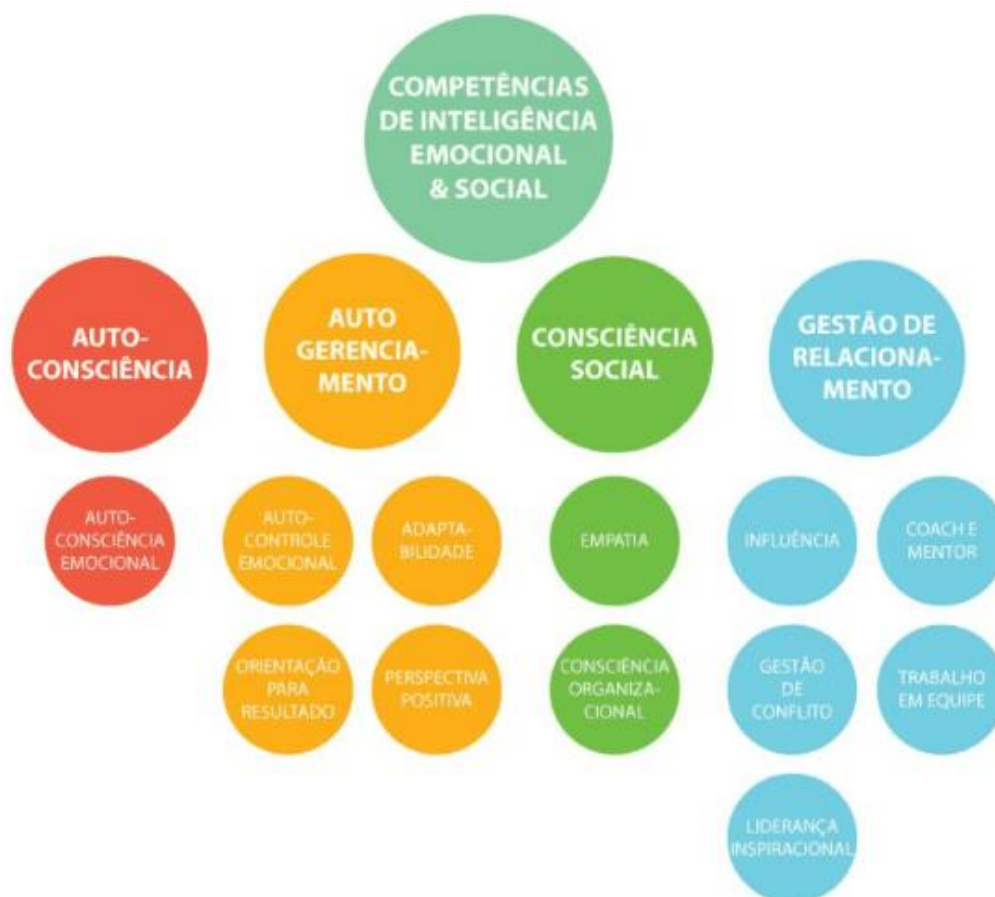 COMPETÊNCIAS
DE INTELIGÊNCIA
EMOCIONAL
& SOCIAL
AUTO-
CONSCIÊNCIA
AUTO
GERENCIA-
MENTO
CONSCIÊNCIA
SOCIAL
GESTÃO DE
RELACIONA-
MENTO
AUTO-
CONSCIÊNCIA
EMOCIONAL
AUTO-
CONTROLE
EMOCIONAL
ADAPTA-
BILIDADE
EMPATIA
INFLUÊNCIA
COACH E
MENTOR
ORIENTAÇÃO
PARA
RESULTADO
PERSPECTIVA
POSITIVA
CONSCIÊNCIA
ORGANIZA-
CIONAL
GESTÃO
DE
CONFLITO
TRABALHO
EM EQUIPE
LIDERANÇA
INSPIRACIONAL